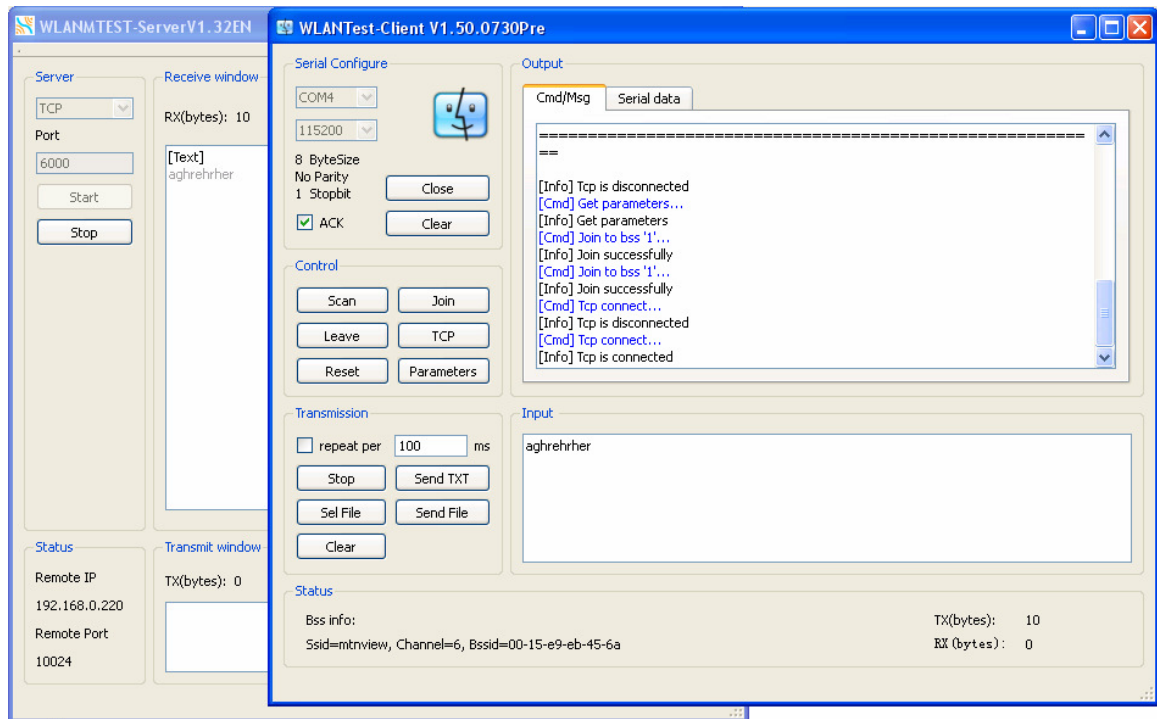 WLANMTEST-ServerV1.32EN
Server
TCP
Port
6000
Start
Stop
Receive window
RX(bytes): 10
[Text]
aghrehrher
Status
Remote IP
192.168.0.220
Remote Port
10024
Transmit window
TX(bytes): 0
WLANTest-Client V1.50.0730Pre
Serial Configure
COM4
115200
8 ByteSize
No Parity
1 Stopbit
ACK
Close
Clear
Control
Scan
Join
Leave
TCP
Reset
Parameters
Transmission
repeat per 100 ms
Stop
Send TXT
Sel File
Send File
Clear
Output
Cmd/Msg
Serial data
=========================================================
==
[Info] Tcp is disconnected
[Cmd] Get parameters...
[Info] Get parameters
[Cmd] Join to bss '1'...
[Info] Join successfully
[Cmd] Join to bss '1'...
[Info] Join successfully
[Cmd] Tcp connect...
[Info] Tcp is disconnected
[Cmd] Tcp connect...
[Info] Tcp is connected
Input
aghrehrher
Status
Bss info:
Ssid=mtnview, Channel=6, Bssid=00-15-e9-eb-45-6a
TX(bytes): 10
RX(bytes): 0